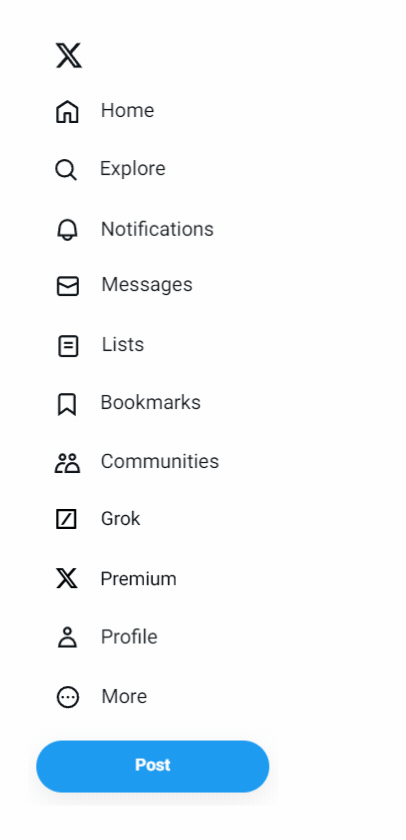 Home
Explore
Notifications
Messages
Lists
Bookmarks
Communities
Grok
Premium
Profile
More
Post